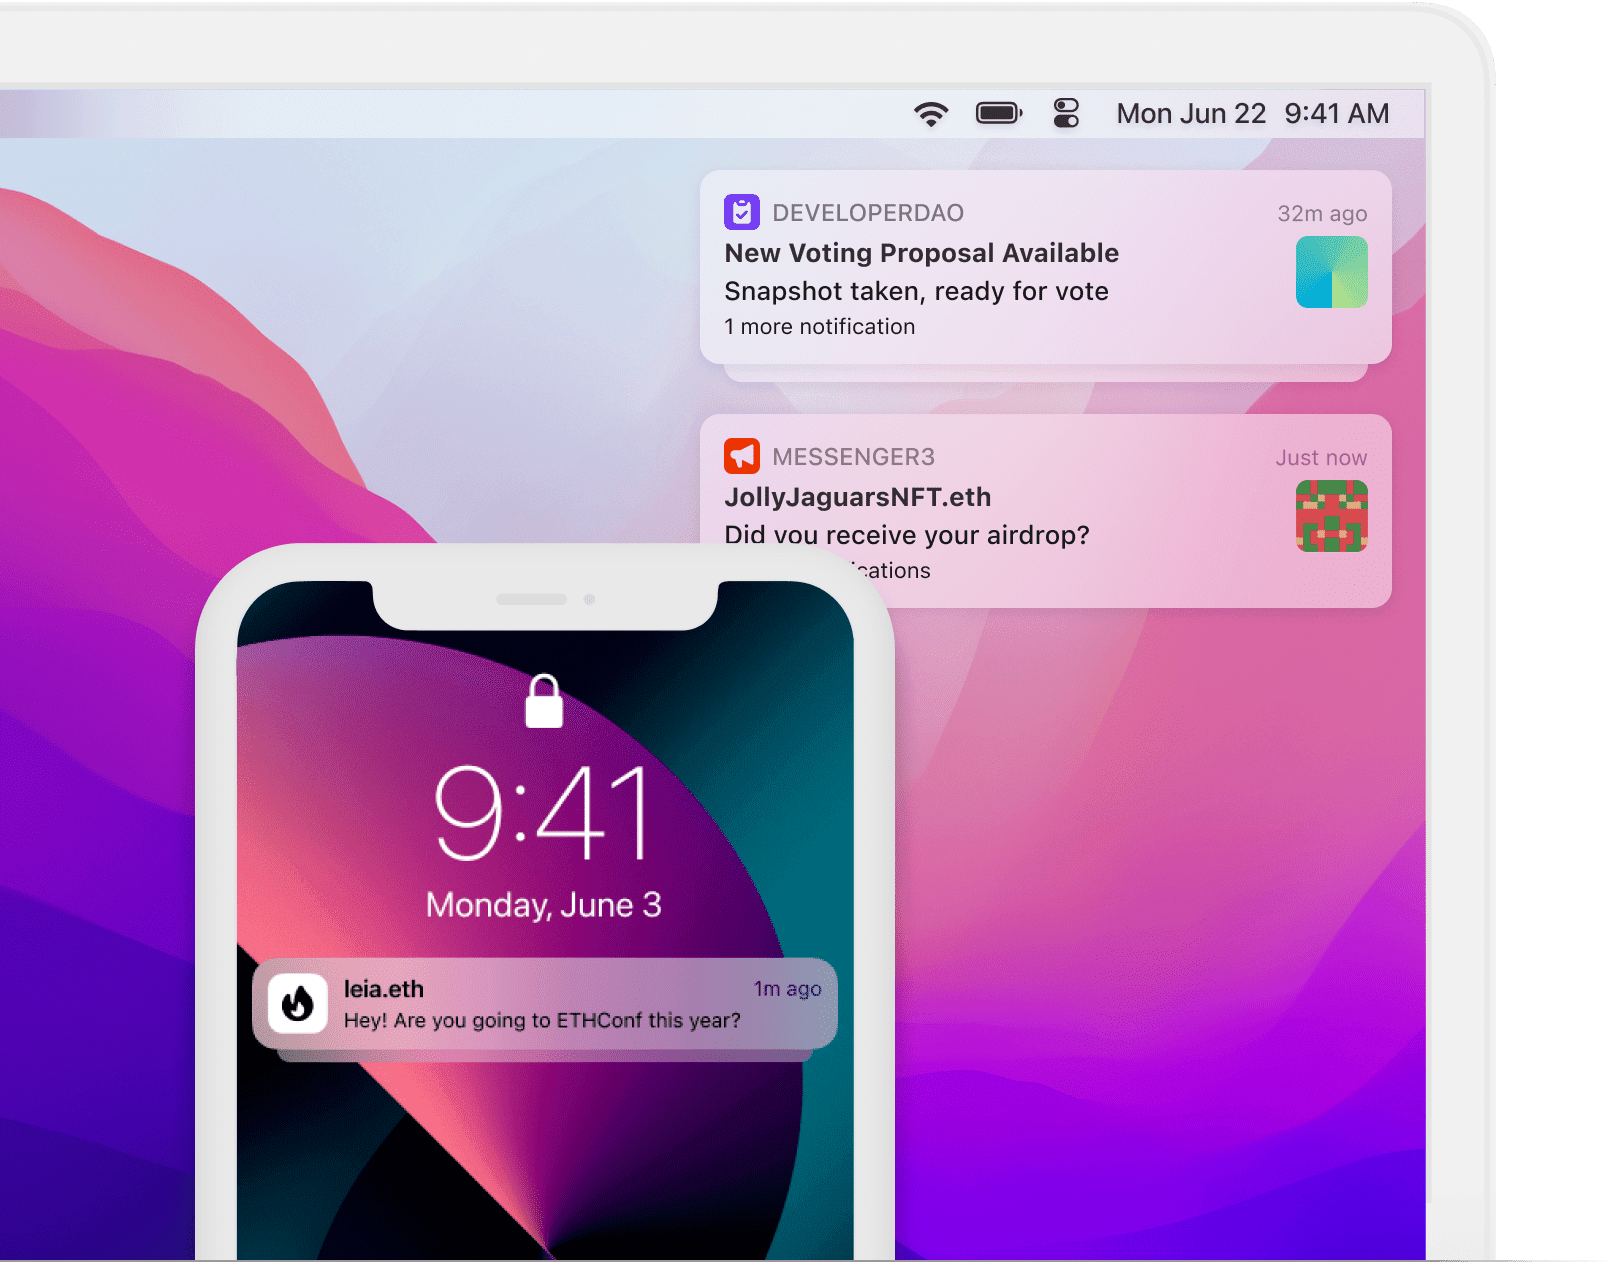 Mon Jun 22 9:41 AM
DEVELOPERDAO 32m ago
New Voting Proposal Available
Snapshot taken, ready for vote
1 more notification
MESSENGER3 Just now
JollyJaguarsNFT.eth
Did you receive your airdrop?
9:41
Monday, June 3
leia.eth 1m ago
Hey! Are you going to ETHConf this year?